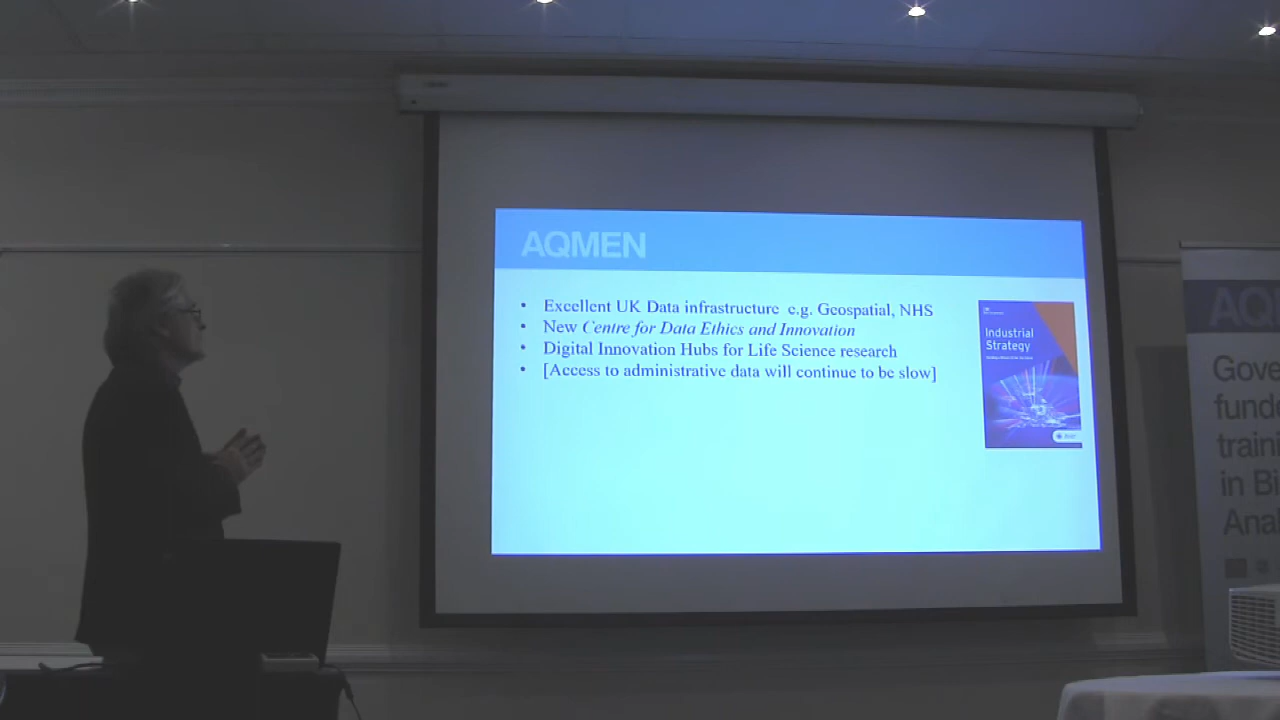 AQMEN
• Excellent UK Data infrastructure e.g. Geospatial, NHS
• New Centre for Data Ethics and Innovation
• Digital Innovation Hubs for Life Science research
• [Access to administrative data will continue to be slow]
Industrial
Strategy
AQ
Gove
funde
traini
in Bi
Ana